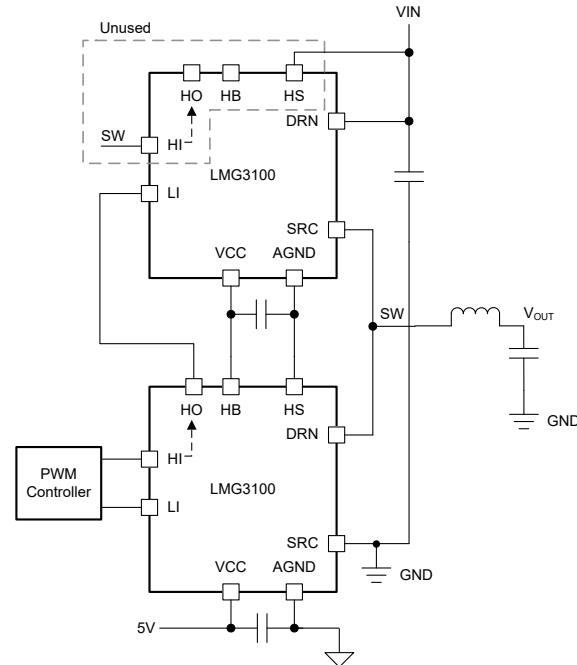 VIN
Unused
HO HB HS
DRN
SW
HI
LMG3100
LI
SRC
VCC AGND
SW
VOUT
GND
HO HB HS
DRN
HI
PWM
Controller
LMG3100
LI
SRC
VCC AGND
GND
5V